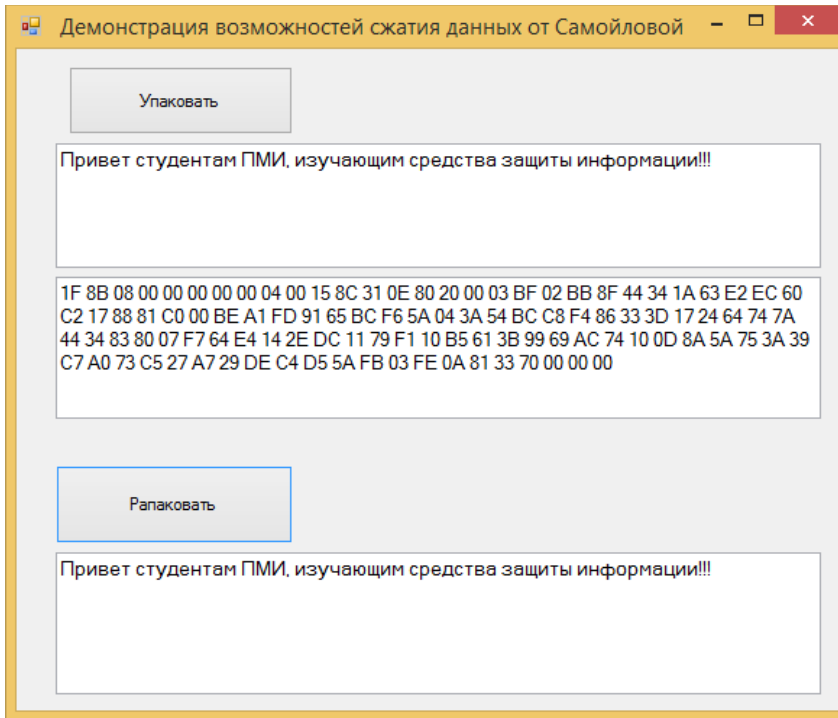 Демонстрация возможностей сжатия данных от Самойловой
Упаковать
Привет студентам ПМИ, изучающим средства защиты информации!!!
1F 8B 08 00 00 00 00 00 04 00 15 8C 31 0E 80 20 00 03 BF 02 BB 8F 44 34 1A 63 E2 EC 60
C2 17 88 81 C0 00 BE A1 FD 91 65 BC F6 5A 04 3A 54 BC C8 F4 86 33 3D 17 24 64 74 7A
44 34 83 80 07 F7 64 E4 14 2E DC 11 79 F1 10 B5 61 3B 99 69 AC 74 10 0D 8A 5A 75 3A 39
C7 A0 73 C5 27 A7 29 DE C4 D5 5A FB 03 FE 0A 81 33 70 00 00 00
Рапаковать
Привет студентам ПМИ, изучающим средства защиты информации!!!